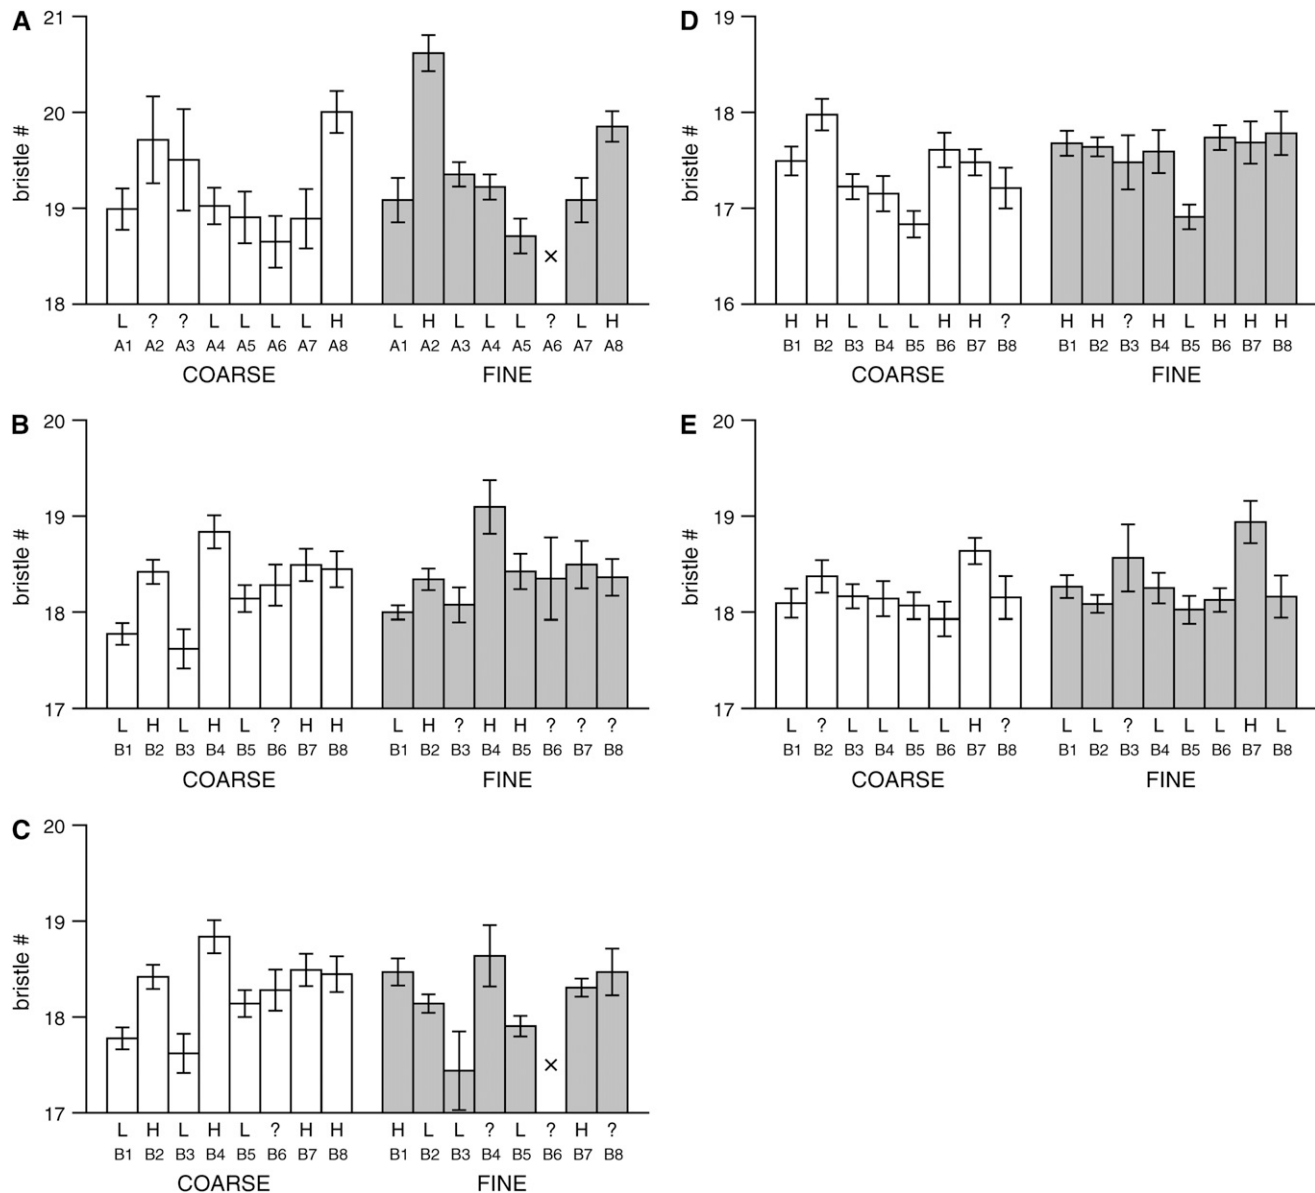 A
21
20
19
18
bristle #
L ? ? L L L L H L H L L L ? L H
A1 A2 A3 A4 A5 A6 A7 A8 A1 A2 A3 A4 A5 A6 A7 A8
COARSE FINE
B
20
19
18
17
bristle #
L H L H L ? H H L H ? H H ? ? ?
B1 B2 B3 B4 B5 B6 B7 B8 B1 B2 B3 B4 B5 B6 B7 B8
COARSE FINE
C
20
19
18
17
bristle #
L H L H L ? H H H L L ? L ? H ?
B1 B2 B3 B4 B5 B6 B7 B8 B1 B2 B3 B4 B5 B6 B7 B8
COARSE FINE
D
19
18
17
16
bristle #
H H L L L H H ? H H ? H L H H H
B1 B2 B3 B4 B5 B6 B7 B8 B1 B2 B3 B4 B5 B6 B7 B8
COARSE FINE
E
20
19
18
17
bristle #
L ? L L L L H ? L L ? L L L H L
B1 B2 B3 B4 B5 B6 B7 B8 B1 B2 B3 B4 B5 B6 B7 B8
COARSE FINE